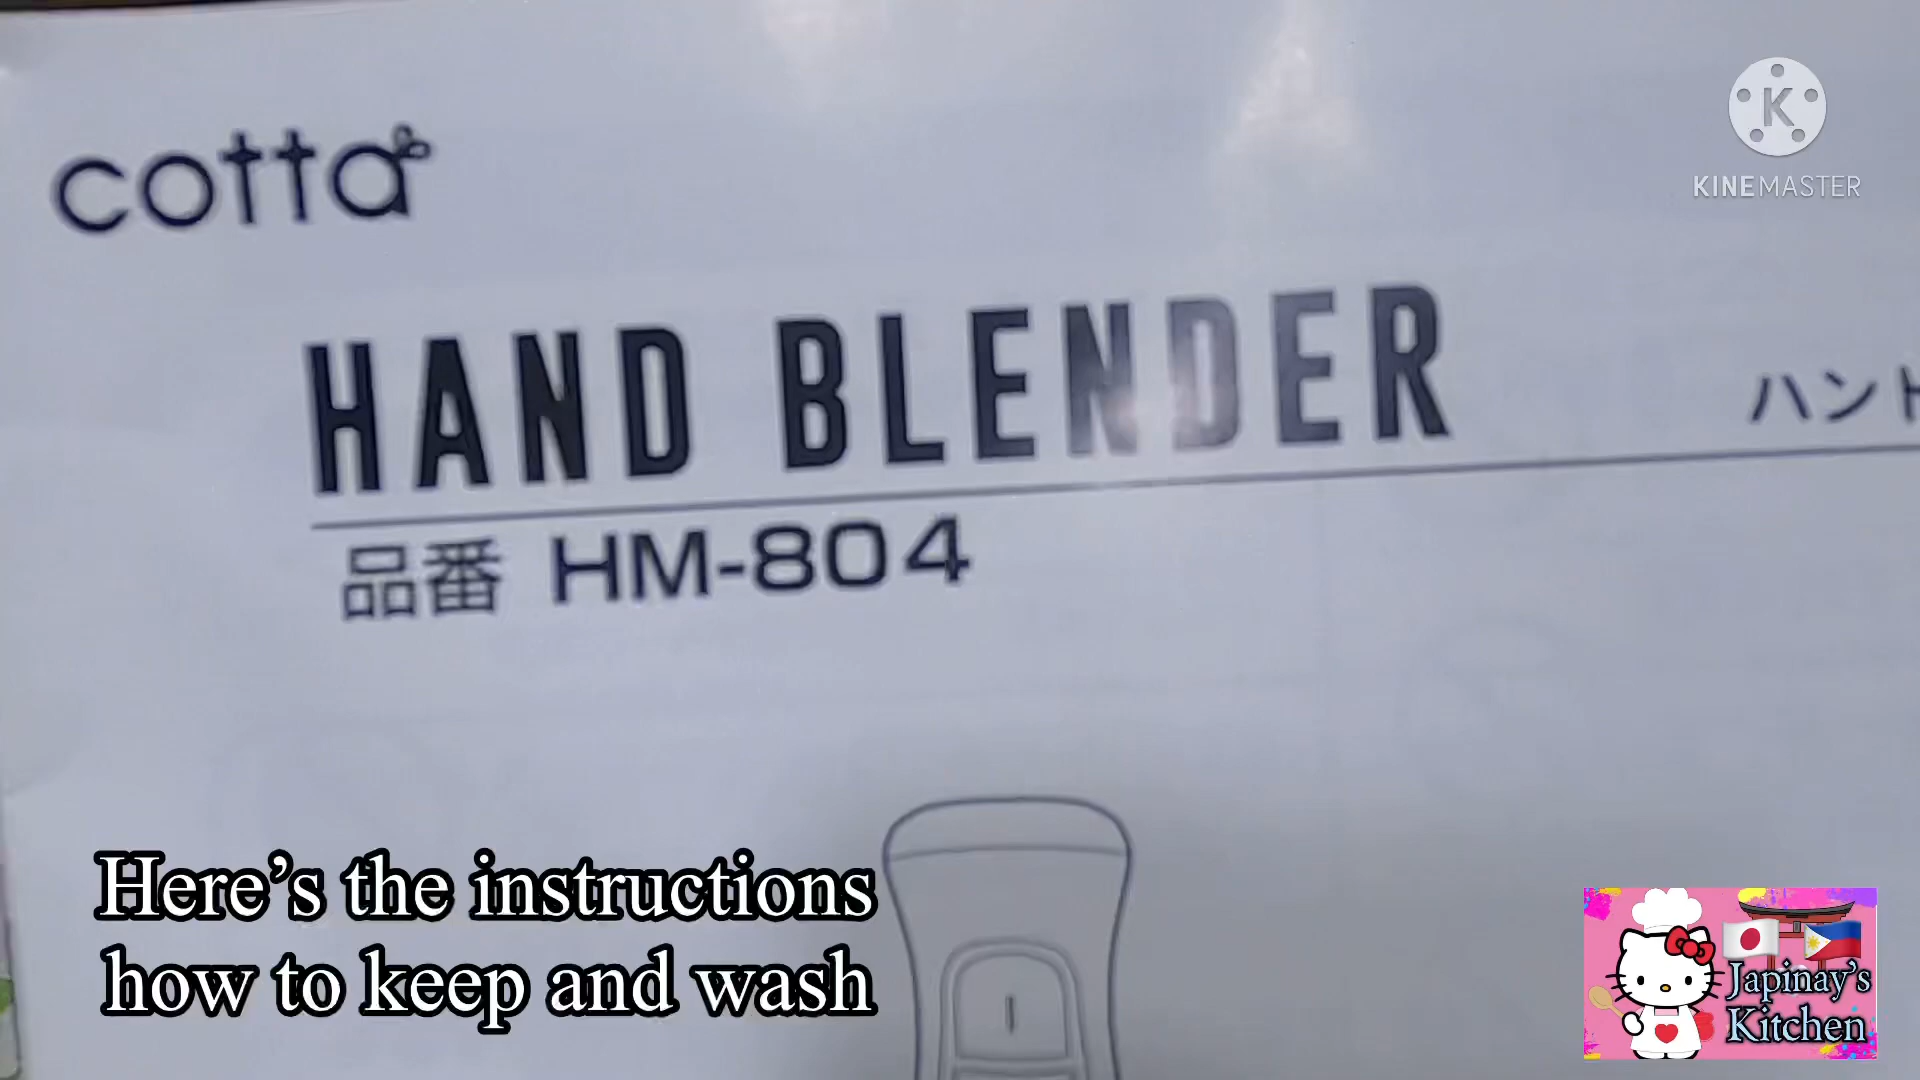 cotta
K
KINEMASTER
HAND BLENDER
ハンド
品番 HM-804
Here's the instructions
how to keep and wash
Japinay's
Kitchen